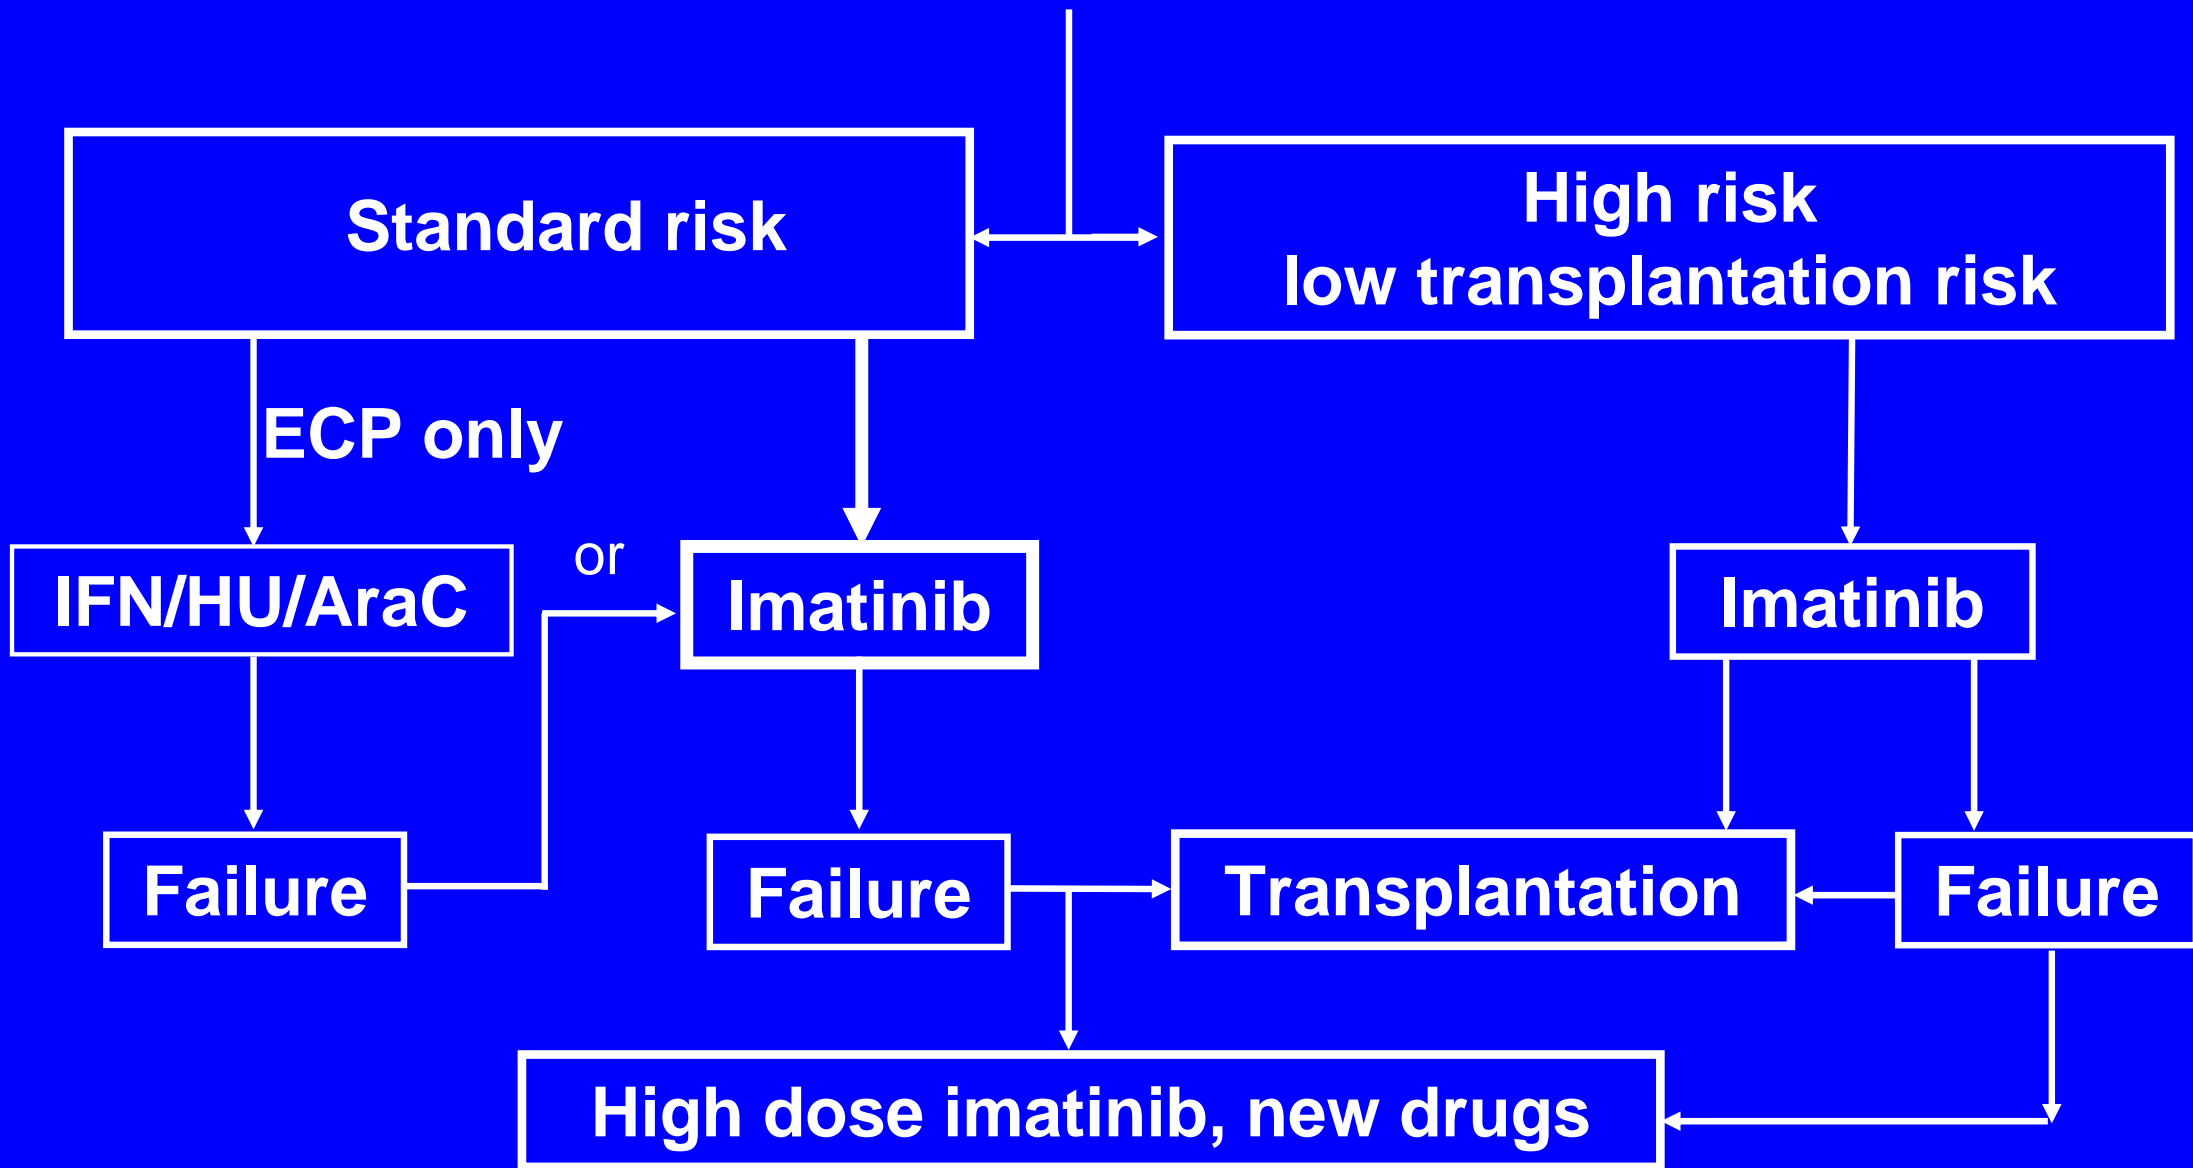 Standard risk
High risk
low transplantation risk
ECP only
or
IFN/HU/AraC
Imatinib
Imatinib
Failure
Failure
Transplantation
Failure
High dose imatinib, new drugs